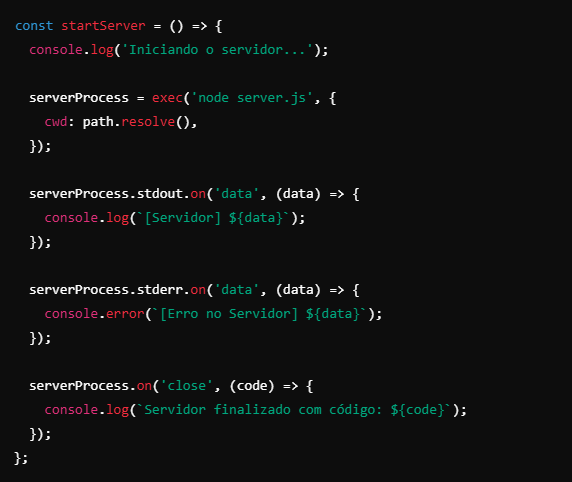 const startServer = () => {
  console.log('Iniciando o servidor...');

  serverProcess = exec('node server.js', {
    cwd: path.resolve(),
  });

  serverProcess.stdout.on('data', (data) => {
    console.log(`[Servidor] ${data}`);
  });

  serverProcess.stderr.on('data', (data) => {
    console.error(`[Erro no Servidor] ${data}`);
  });

  serverProcess.on('close', (code) => {
    console.log(`Servidor finalizado com código: ${code}`);
  });
};